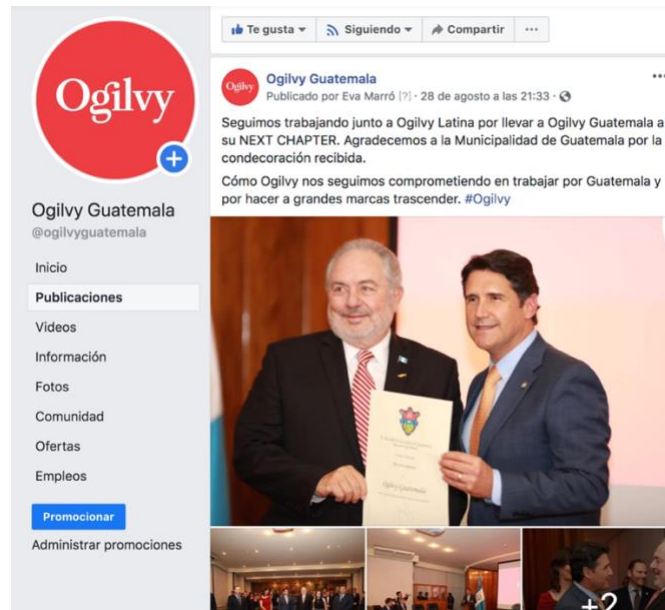 Ogilvy
Ogilvy Guatemala
@ogilvyguatemala
Inicio
Publicaciones
Videos
Información
Fotos
Comunidad
Ofertas
Empleos
Promocionar
Administrar promociones
Te gusta
Siguiendo
Compartir
Ogilvy
Ogilvy Guatemala
Publicado por Eva Marró [?] · 28 de agosto a las 21:33 ·
Seguimos trabajando junto a Ogilvy Latina por llevar a Ogilvy Guatemala a
su NEXT CHAPTER. Agradecemos a la Municipalidad de Guatemala por la
condecoración recibida.
Cómo Ogilvy nos seguimos comprometiendo en trabajar por Guatemala y
por hacer a grandes marcas trascender. #Ogilvy
Ogilvy Guatemala
+2